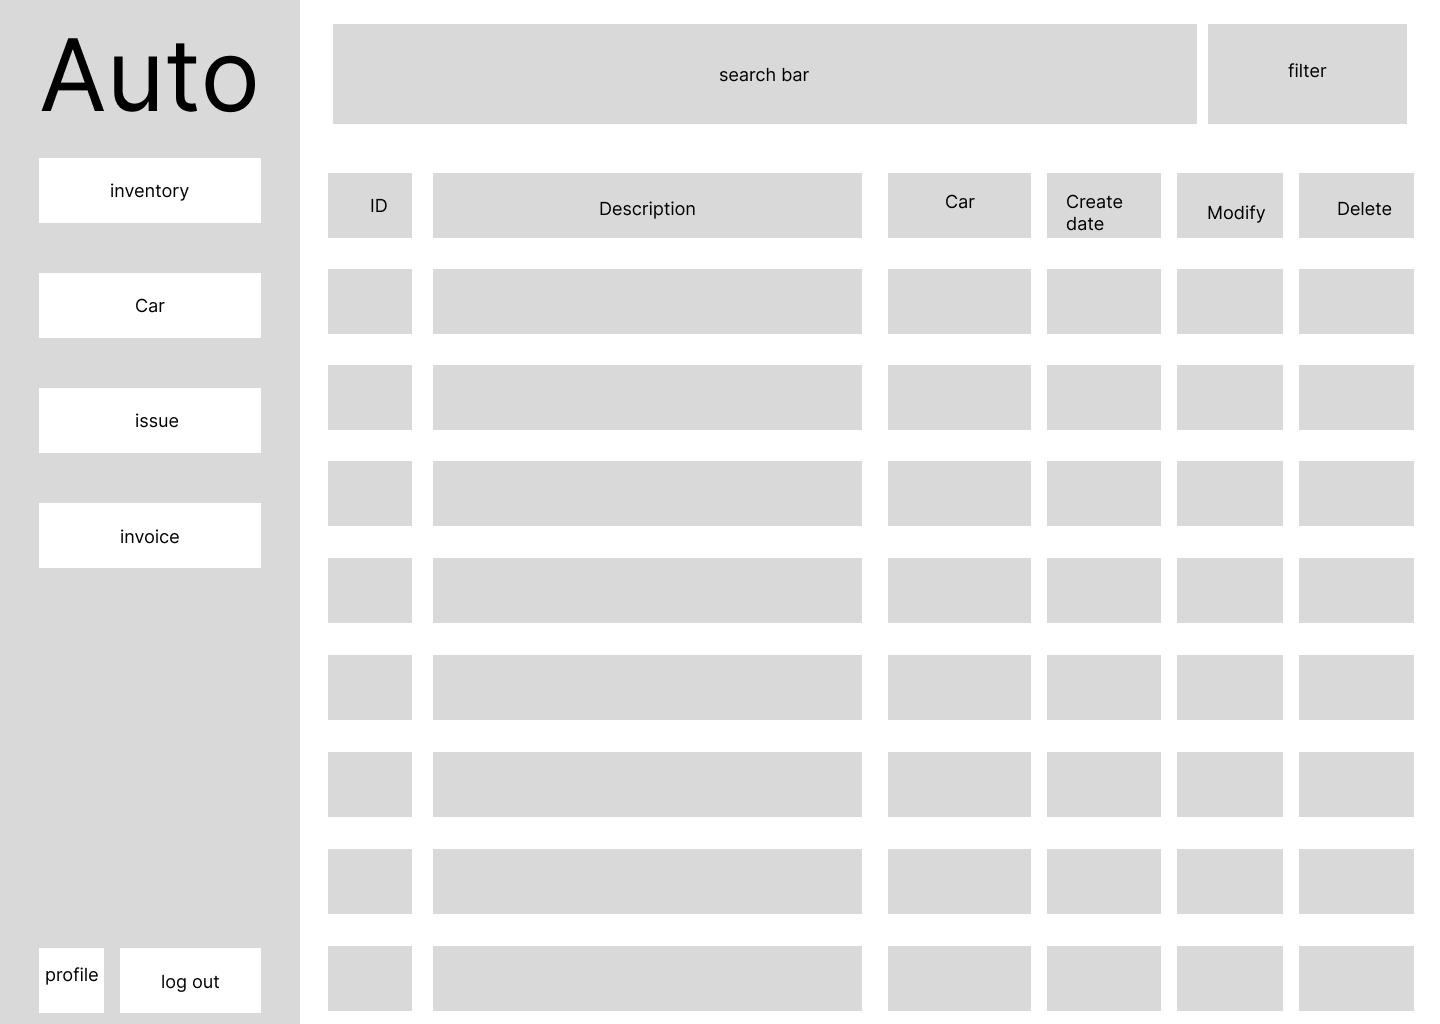 Auto
inventory
Car
issue
invoice
profile
log out
search bar
filter
ID
Description
Car
Create
date
Modify
Delete